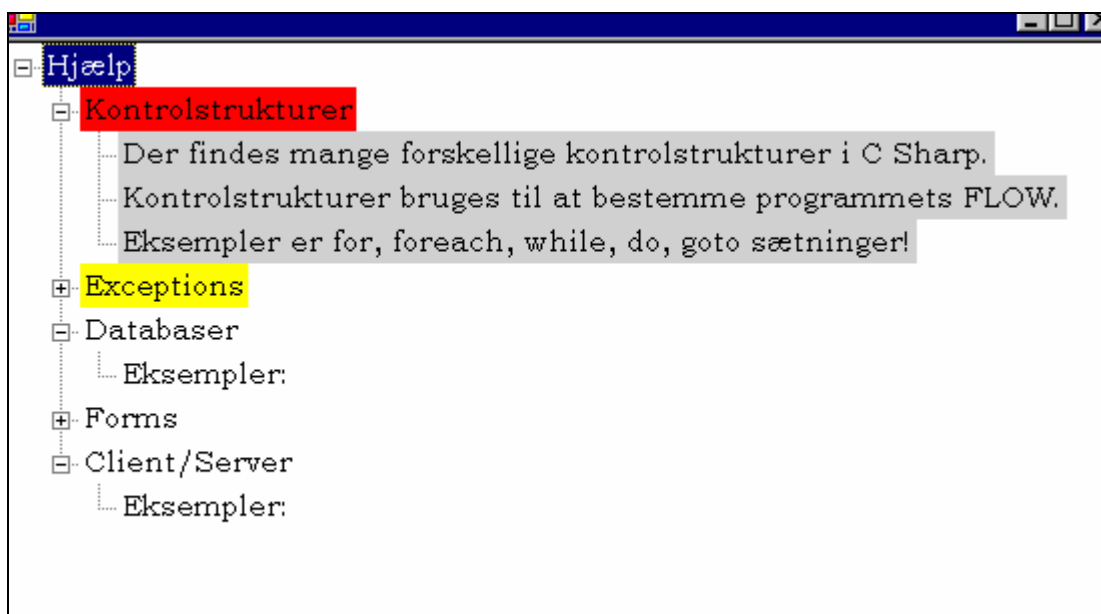 Hjælp
Kontrolstrukturer
Der findes mange forskellige kontrolstrukturer i C Sharp.
Kontrolstrukturer bruges til at bestemme programmets FLOW.
Eksempler er for, foreach, while, do, goto sætninger!
Exceptions
Databaser
Eksempler:
Forms
Client/Server
Eksempler: